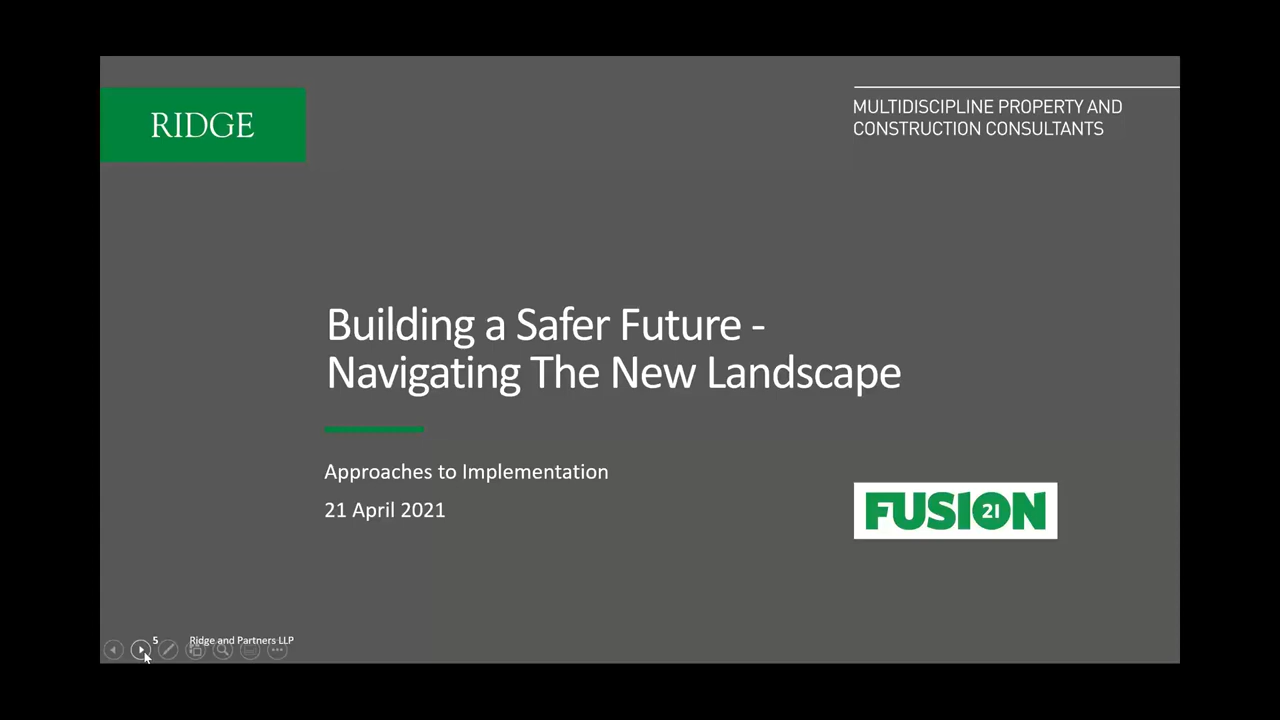 RIDGE
MULTIDISCIPLINE PROPERTY AND
CONSTRUCTION CONSULTANTS
Building a Safer Future -
Navigating The New Landscape
Approaches to Implementation
21 April 2021
FUSION
21
5
Ridge and Partners LLP